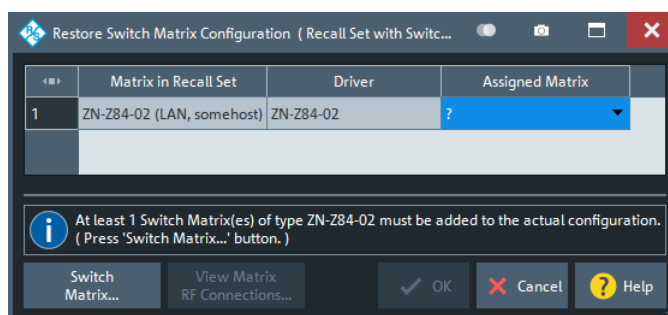 Restore Switch Matrix Configuration ( Recall Set with Switc...
Matrix in Recall Set Driver Assigned Matrix
1 ZN-Z84-02 (LAN, somehost) ZN-Z84-02 ?
At least 1 Switch Matrix(es) of type ZN-Z84-02 must be added to the actual configuration.
( Press 'Switch Matrix...' button. )
Switch
Matrix...
View Matrix
RF Connections...
OK
Cancel
? Help